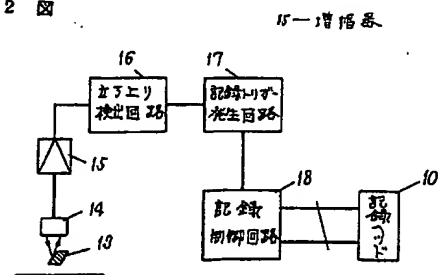 2 図
15—増幅器
16
17
立下り
検出回路
記録トリガー
発生回路
15
18
10
14
記録
制御回路
記録ヘッド
13